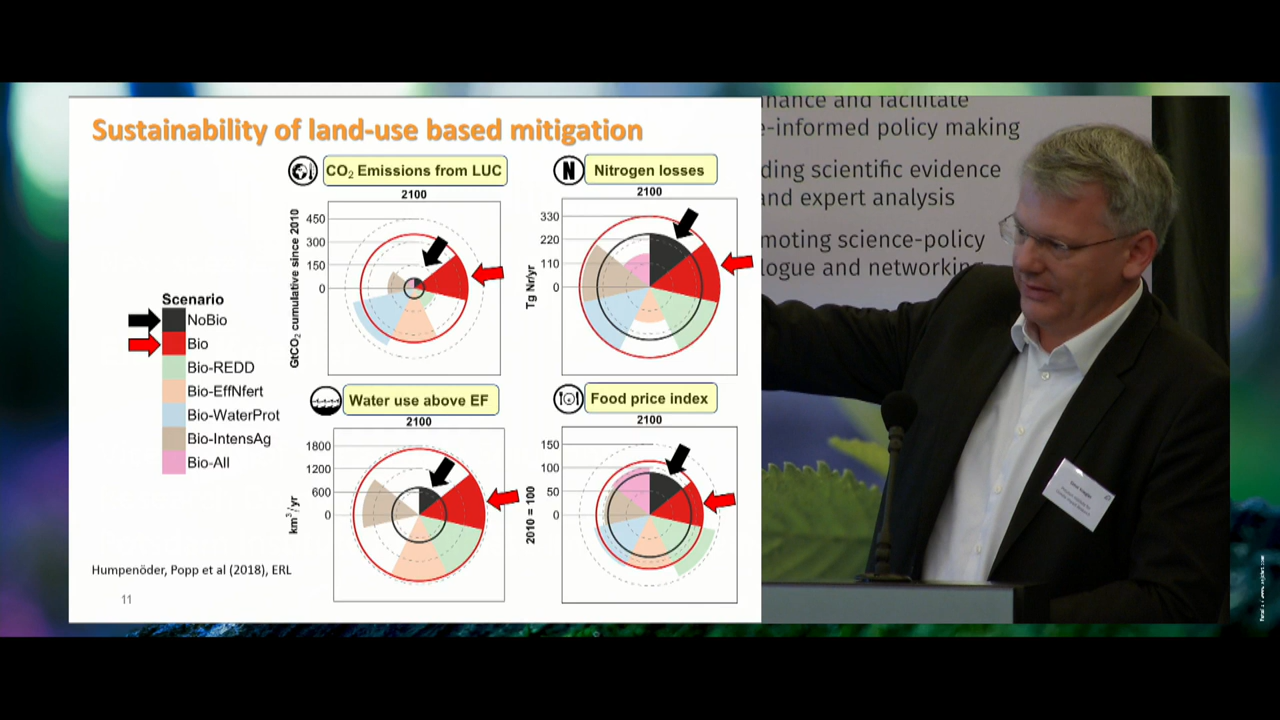 Sustainability of land-use based mitigation
Scenario
NoBio
Bio
Bio-REDD
Bio-EffNfert
Bio-WaterProt
Bio-IntensAg
Bio-All
CO₂ Emissions from LUC
2100
GtCO₂ cumulative since 2010
450
300
150
0
N
Nitrogen losses
2100
Tg Nr/yr
330
220
110
0
Water use above EF
2100
km³/yr
1800
1200
600
0
Food price index
2100
2010 = 100
150
100
50
0
Humpenöder, Popp et al (2018), ERL
11
nance and facilitate
e-informed policy making
ding scientific evidence
and expert analysis
moting science-policy
logue and networking